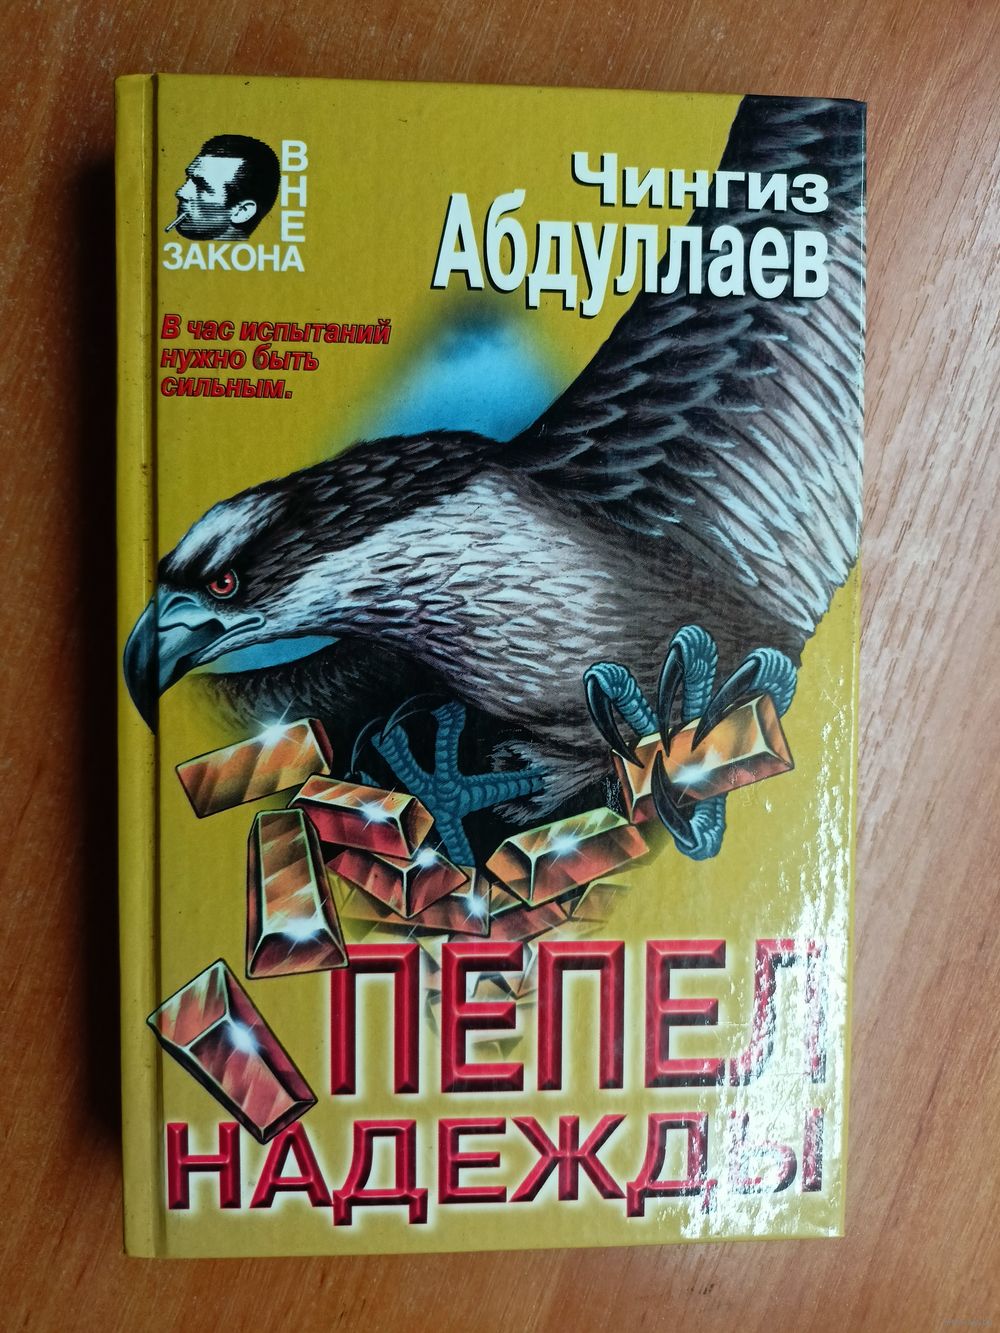 ВНЕ
ЗАКОНА
Чингиз
Абдуллаев
В час испытаний
нужно быть
сильным.
ПЕПЕЛ
НАДЕЖДЫ